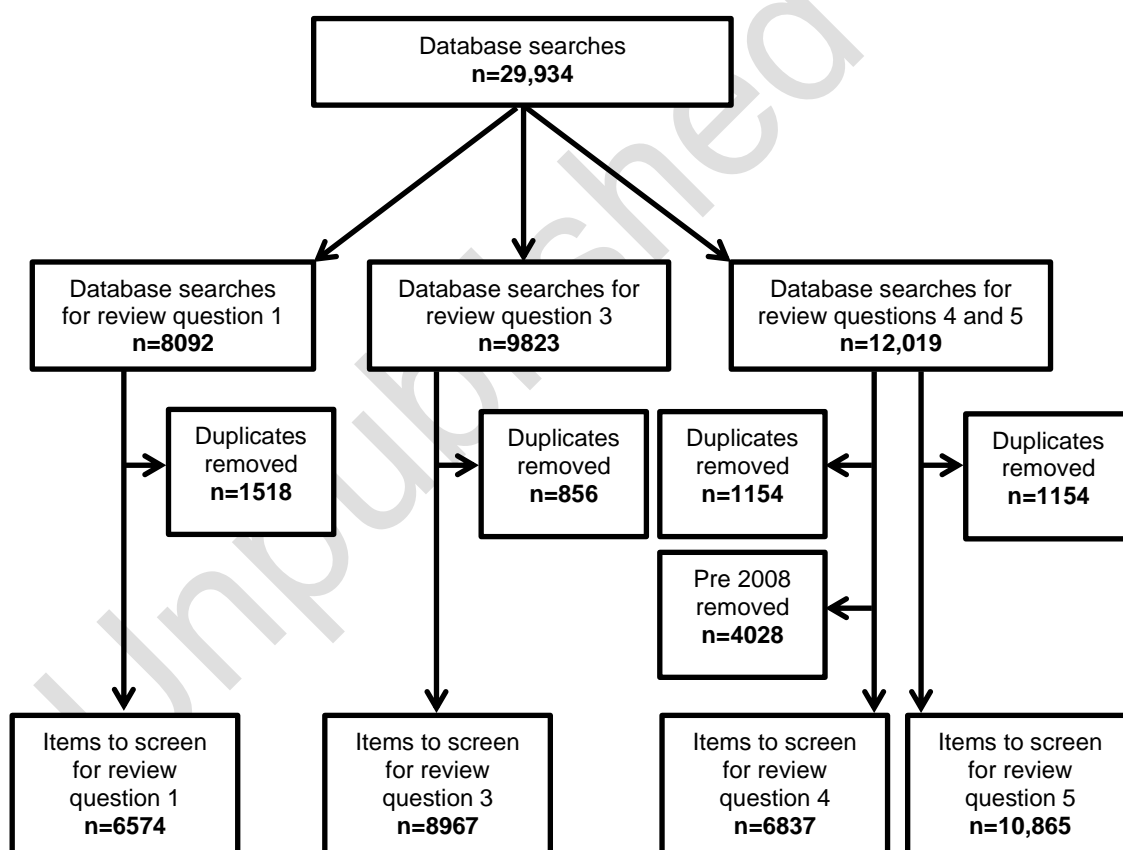 Database searches
n=29,934
Database searches
for review question 1
n=8092
Database searches for
review question 3
n=9823
Database searches for
review questions 4 and 5
n=12,019
Duplicates
removed
n=1518
Duplicates
removed
n=856
Duplicates
removed
n=1154
Duplicates
removed
n=1154
Pre 2008
removed
n=4028
Items to screen
for review
question 1
n=6574
Items to screen
for review
question 3
n=8967
Items to screen
for review
question 4
n=6837
Items to screen
for review
question 5
n=10,865
Unpublished